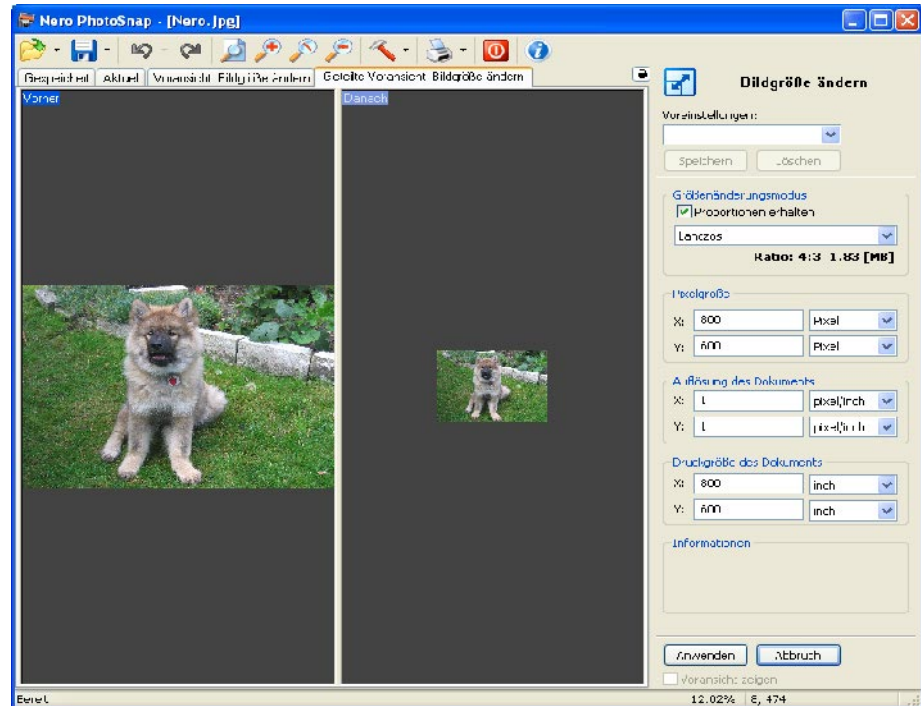 Nero PhotoSnap - [Nero.Jpg]
Gespeichert Aktuell Voransicht Bildgröße ändern Geteilte Voransicht Bildgröße ändern
Vorher Danach
Bildgröße ändern
Voreinstellungen:
Speichern Löschen
Größenänderungsmodus
Proportionen erhalten
Lanczos
Ratio: 4:3 1.83 [MB]
Pixelgröße
X: 800 Pixel
Y: 600 Pixel
Auflösung des Dokuments
X: 1 pixel/inch
Y: 1 pixel/inch
Druckgröße des Dokuments
X: 800 inch
Y: 600 inch
Informationen
Anwenden Abbruch
Voransicht zeigen
Bereit 12.02% 8, 474